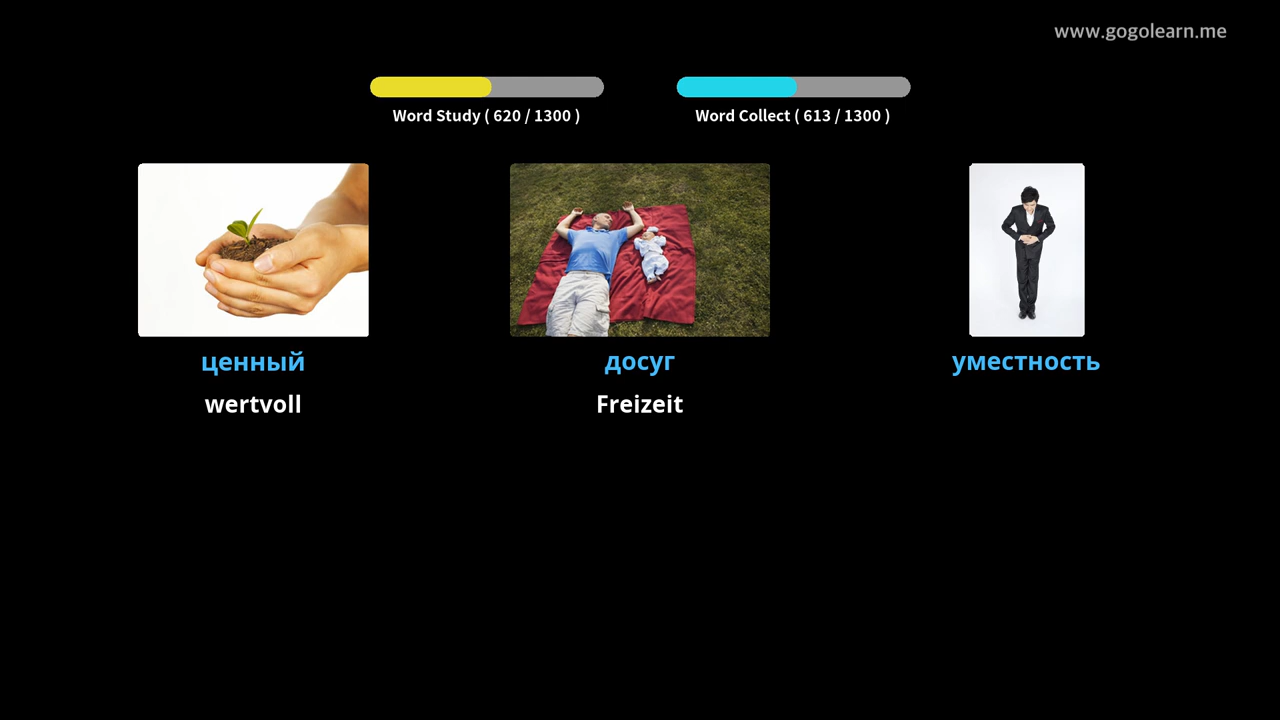 www.gogolearn.me
Word Study ( 620 / 1300 )
Word Collect ( 613 / 1300 )
ценный
досуг
уместность
wertvoll
Freizeit